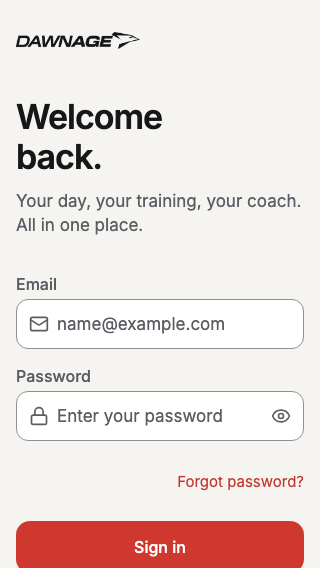 DAWNAGE
Welcome
back.
Your day, your training, your coach.
All in one place.
Email
name@example.com
Password
Enter your password
Forgot password?
Sign in